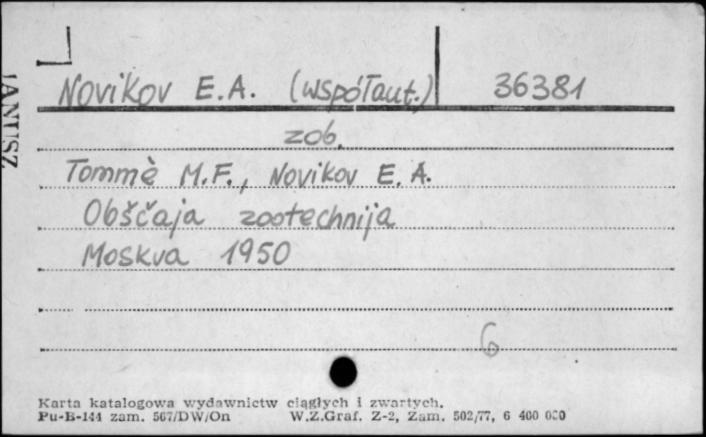 Novikov E.A. (współaut.) 36381
zob.
Tommè M.F., Novikov E.A.
Obščaja zootechnija
Moskva 1950
6
JANUSZ
Karta katalogowa wydawnictw ciągłych i zwartych.
Pu-B-144 zam. 567/DW/On W.Z.Graf. Z-2, Zam. 502/77, 6 400 000